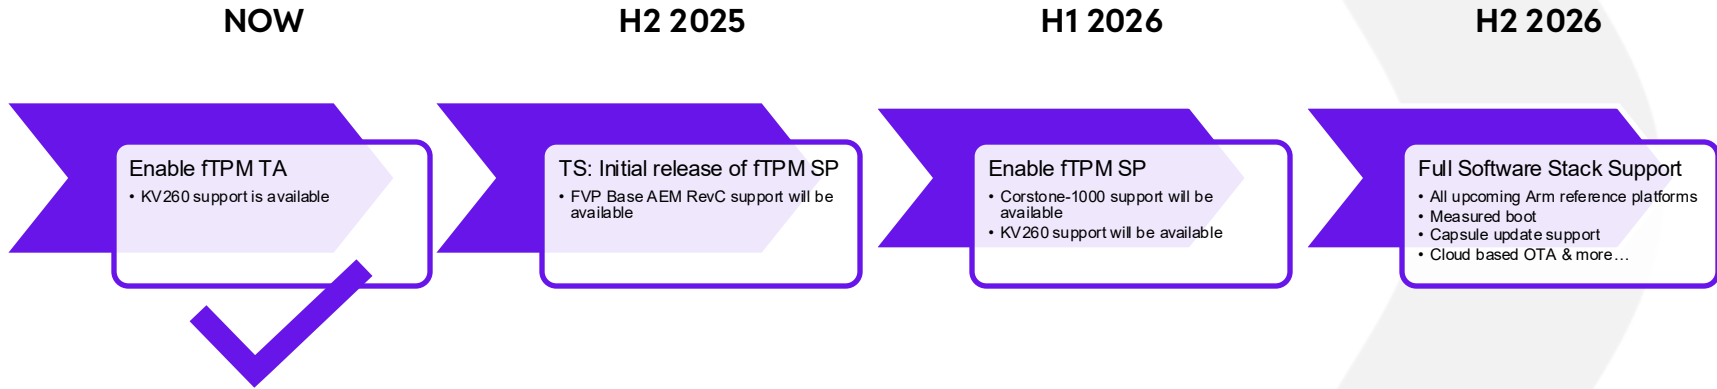 NOW
H2 2025
H1 2026
H2 2026
Enable fTPM TA
• KV260 support is available
TS: Initial release of fTPM SP
• FVP Base AEM RevC support will be
available
Enable fTPM SP
• Corstone-1000 support will be
available
• KV260 support will be available
Full Software Stack Support
• All upcoming Arm reference platforms
• Measured boot
• Capsule update support
• Cloud based OTA & more…